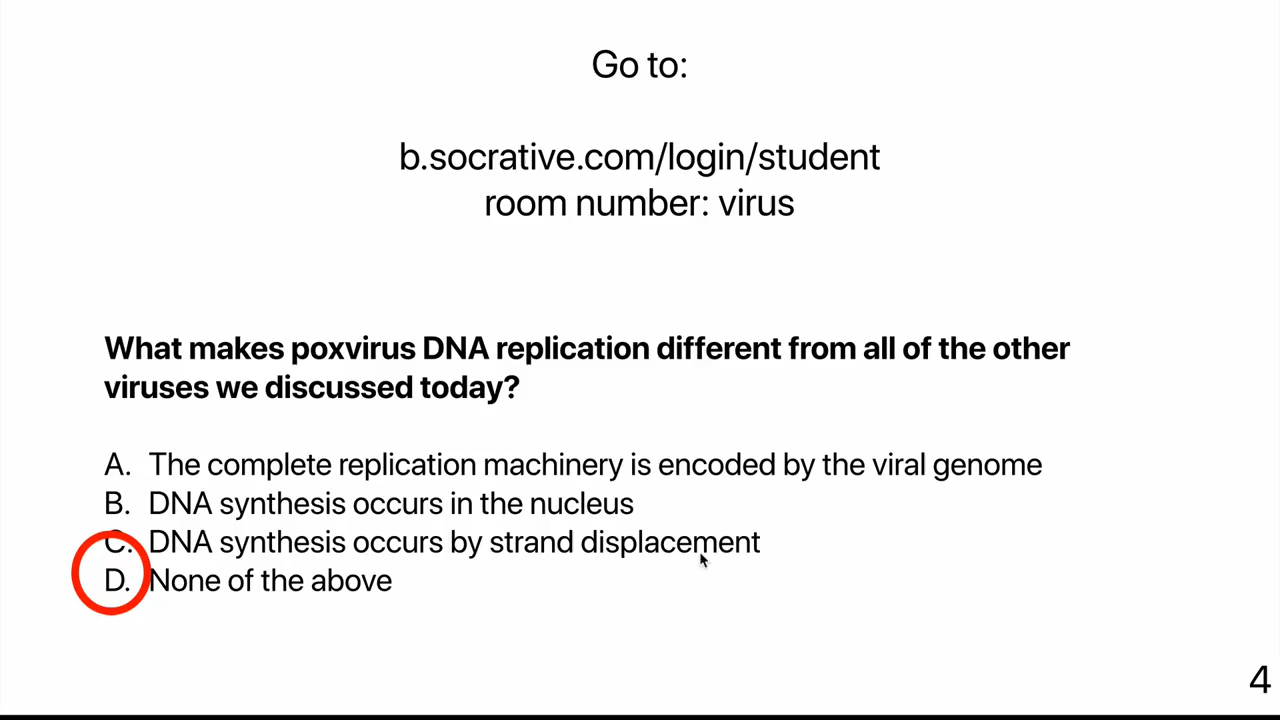 Go to:
b.socrative.com/login/student
room number: virus
What makes poxvirus DNA replication different from all of the other
viruses we discussed today?
A. The complete replication machinery is encoded by the viral genome
B. DNA synthesis occurs in the nucleus
C. DNA synthesis occurs by strand displacement
D. None of the above
4